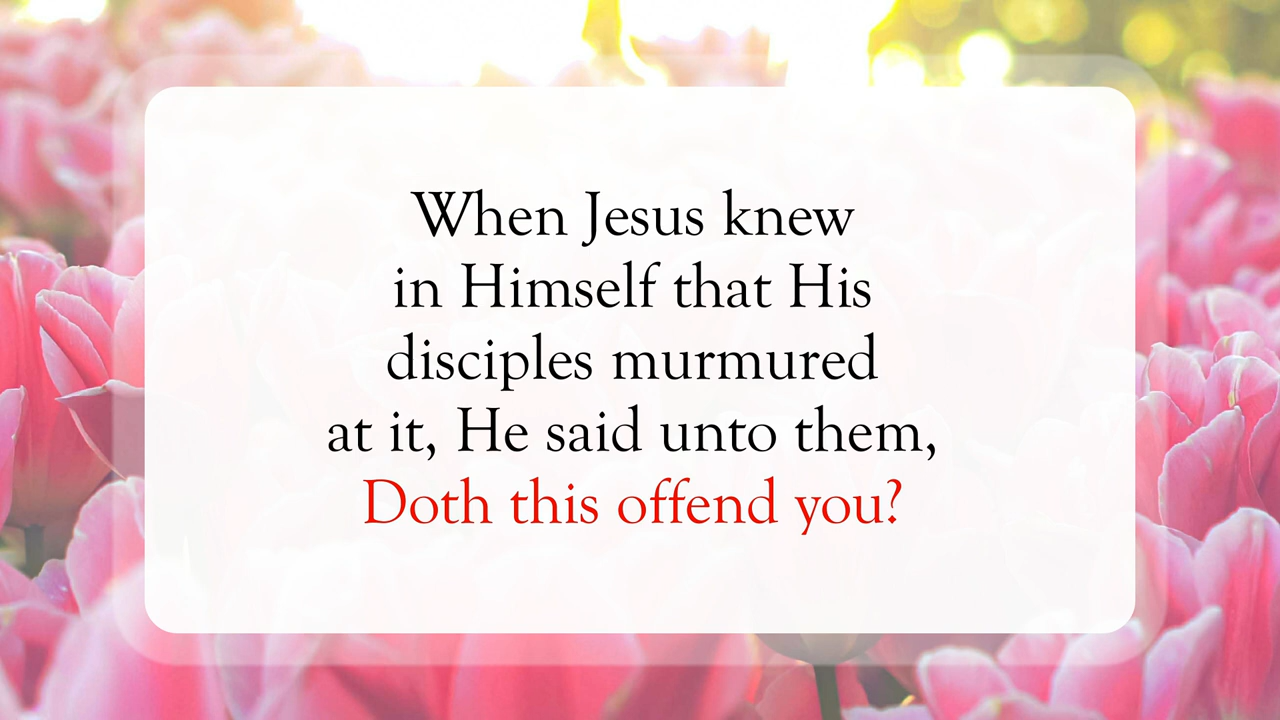 When Jesus knew
in Himself that His
disciples murmured
at it, He said unto them,
Doth this offend you?